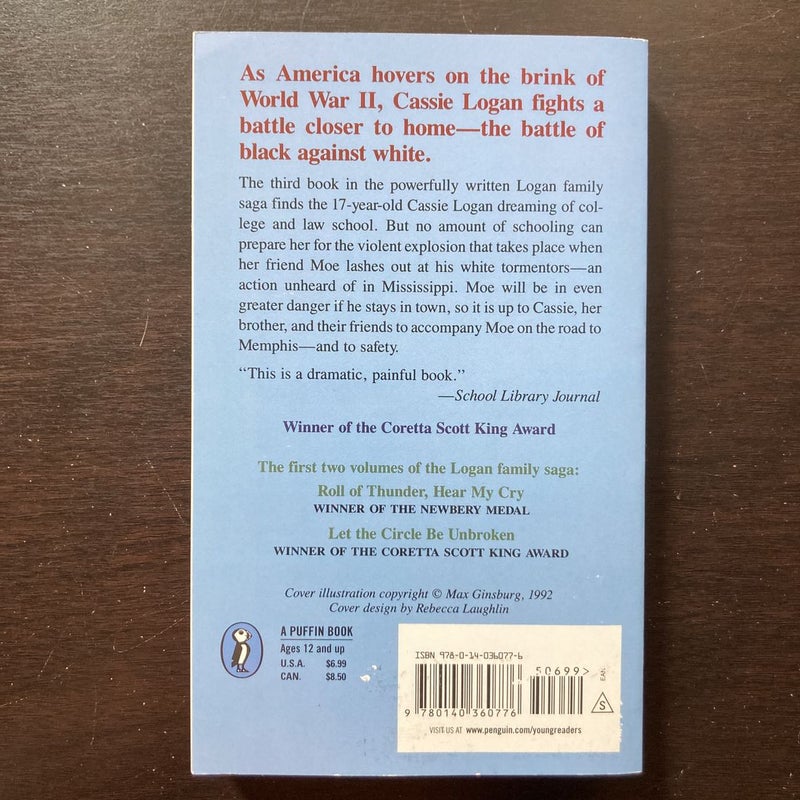 As America hovers on the brink of
World War II, Cassie Logan fights a
battle closer to home—the battle of
black against white.
The third book in the powerfully written Logan family
saga finds the 17-year-old Cassie Logan dreaming of col-
lege and law school. But no amount of schooling can
prepare her for the violent explosion that takes place when
her friend Moe lashes out at his white tormentors—an
action unheard of in Mississippi. Moe will be in even
greater danger if he stays in town, so it is up to Cassie, her
brother, and their friends to accompany Moe on the road to
Memphis—and to safety.
“This is a dramatic, painful book.”
—School Library Journal
Winner of the Coretta Scott King Award
The first two volumes of the Logan family saga:
Roll of Thunder, Hear My Cry
WINNER OF THE NEWBERY MEDAL
Let the Circle Be Unbroken
WINNER OF THE CORETTA SCOTT KING AWARD
Cover illustration copyright © Max Ginsburg, 1992
Cover design by Rebecca Laughlin
A PUFFIN BOOK
Ages 12 and up
U.S.A. $6.99
CAN. $8.50
ISBN 978-0-14-036077-6
50699>
EAN
S
9 780140 360776
VISIT US AT www.penguin.com/youngreaders